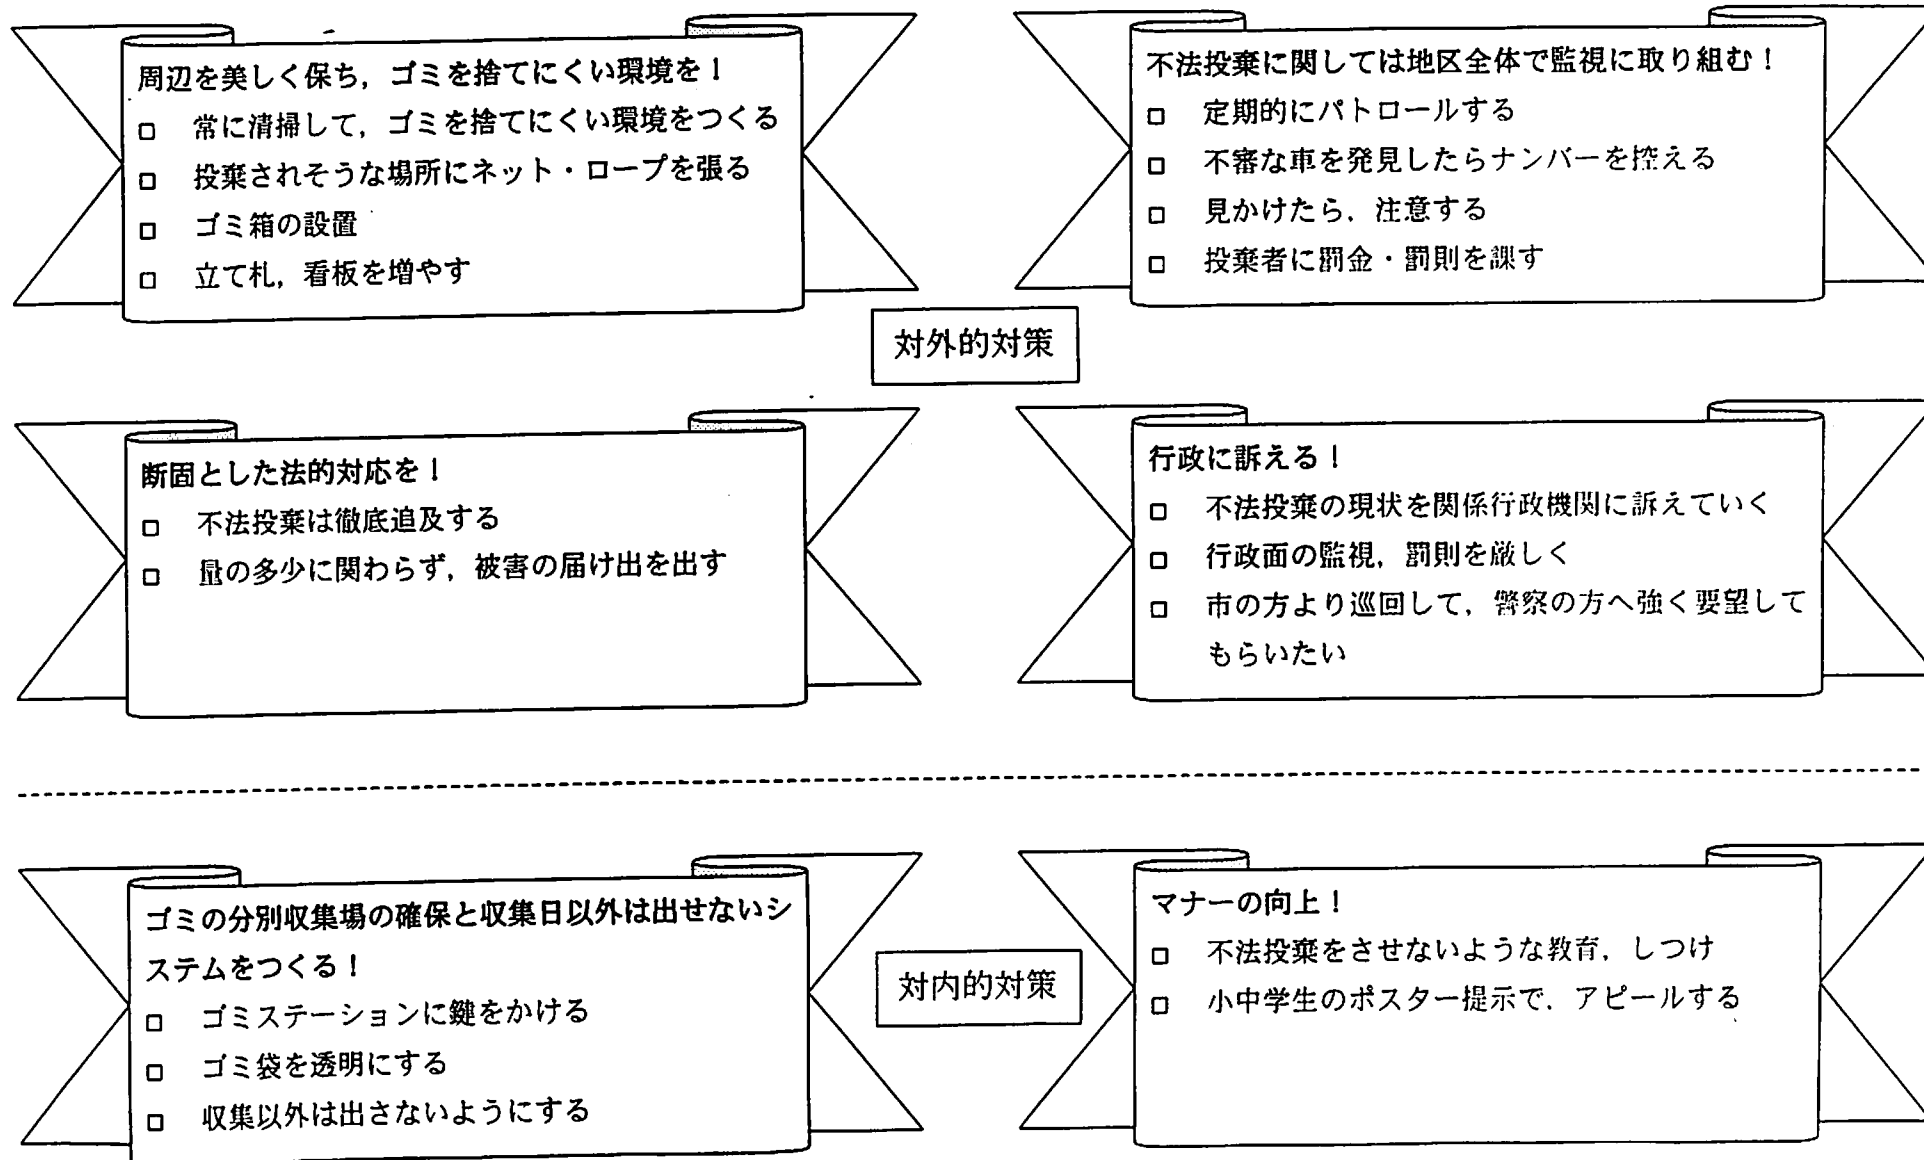 周辺を美しく保ち，ゴミを捨てにくい環境を！
□ 常に清掃して，ゴミを捨てにくい環境をつくる
□ 投棄されそうな場所にネット・ロープを張る
□ ゴミ箱の設置
□ 立て札，看板を増やす
不法投棄に関しては地区全体で監視に取り組む！
□ 定期的にパトロールする
□ 不審な車を発見したらナンバーを控える
□ 見かけたら，注意する
□ 投棄者に罰金・罰則を課す
対外的対策
断固とした法的対応を！
□ 不法投棄は徹底追及する
□ 量の多少に関わらず，被害の届け出を出す
行政に訴える！
□ 不法投棄の現状を関係行政機関に訴えていく
□ 行政面の監視，罰則を厳しく
□ 市の方より巡回して，警察の方へ強く要望して
もらいたい
ゴミの分別収集場の確保と収集日以外は出せないシ
ステムをつくる！
□ ゴミステーションに鍵をかける
□ ゴミ袋を透明にする
□ 収集以外は出さないようにする
対内的対策
マナーの向上！
□ 不法投棄をさせないような教育，しつけ
□ 小中学生のポスター提示で，アピールする